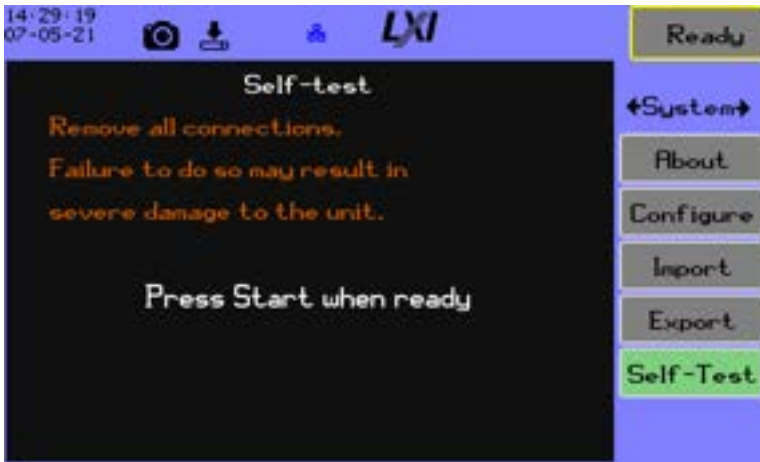 14:29:19
07-05-21
LXI
Ready
Self-test
Remove all connections.
Failure to do so may result in
severe damage to the unit.
Press Start when ready
←System→
About
Configure
Import
Export
Self-Test